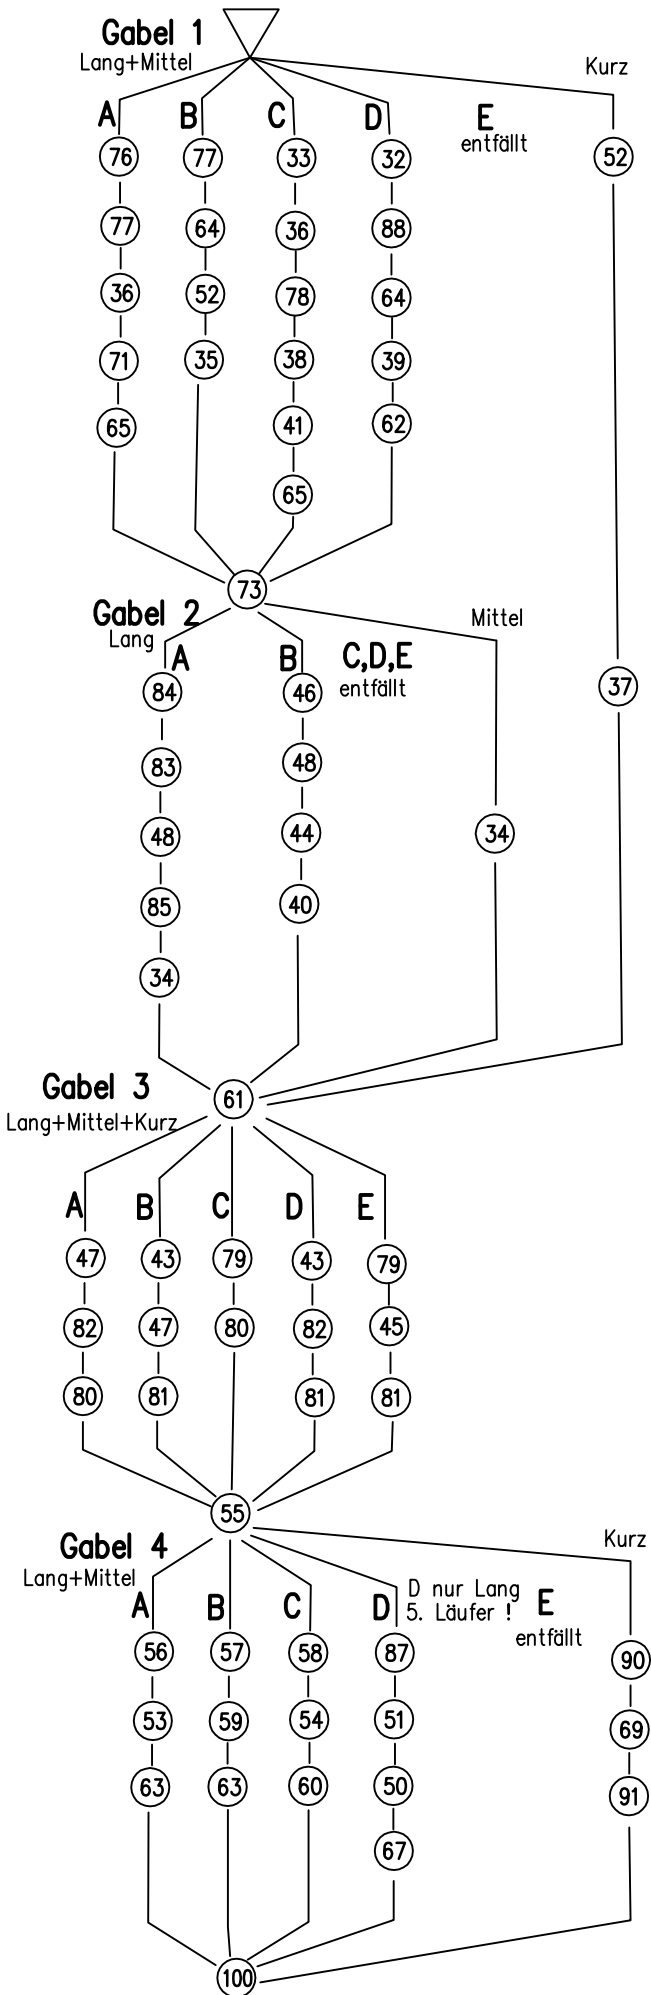 Gabel 1
Lang+Mittel
Kurz
A B C D E
entfällt
76 77 33 32 52
77 64 36 88
36 52 78 64
71 35 38 39
65 41 62
65
73
Gabel 2
Lang
Mittel
A B C,D,E
entfällt
84 46 37
83 48
48 44 34
85 40
34
61
Gabel 3
Lang+Mittel+Kurz
A B C D E
47 43 79 43 79
82 47 80 82 45
80 81 81 81
55
Gabel 4
Lang+Mittel
Kurz
A B C D
D nur Lang
5. Läufer !
E
entfällt
56 57 58 87 90
53 59 54 51 69
63 63 60 50 91
67
100